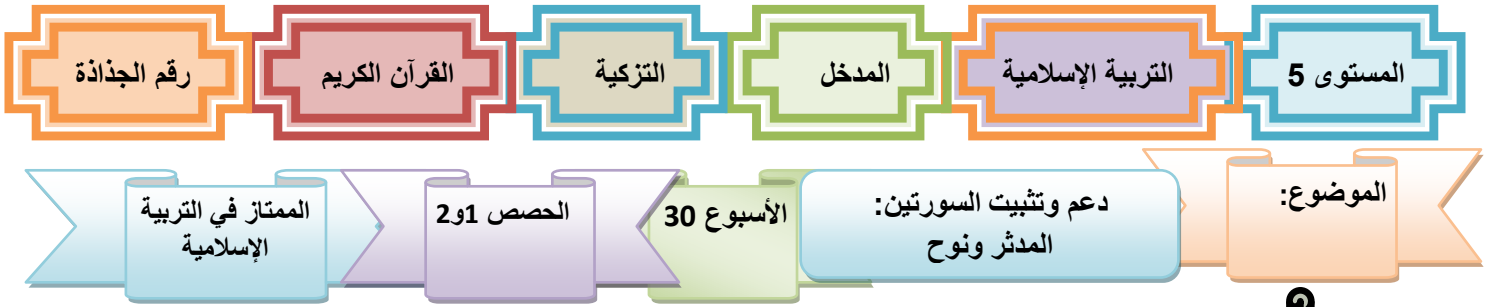 المستوى 5
التربية الإسلامية
المدخل
التزكية
القرآن الكريم
رقم الجذاذة
الموضوع:
دعم وتثبيت السورتين:
المدثر ونوح
الأسبوع 30
الحصص 1و2
الممتاز في التربية
الإسلامية